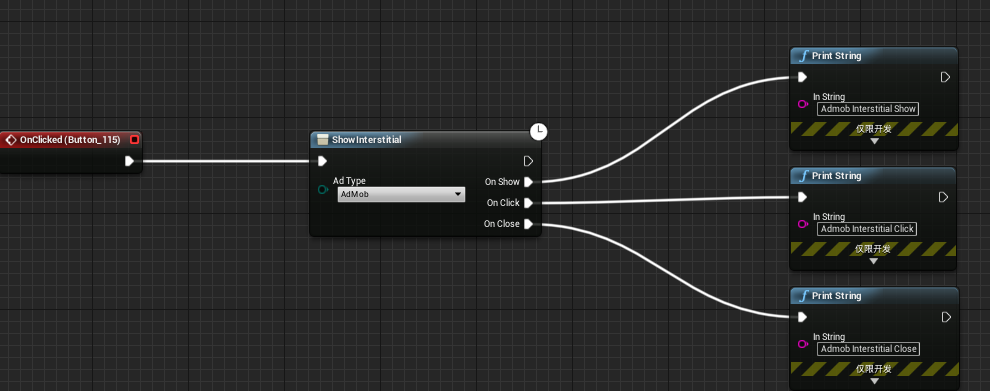 OnClicked (Button_115)
Show Interstitial
Ad Type
AdMob
On Show
On Click
On Close
Print String
In String
Admob Interstitial Show
仅限开发
Print String
In String
Admob Interstitial Click
仅限开发
Print String
In String
Admob Interstitial Close
仅限开发